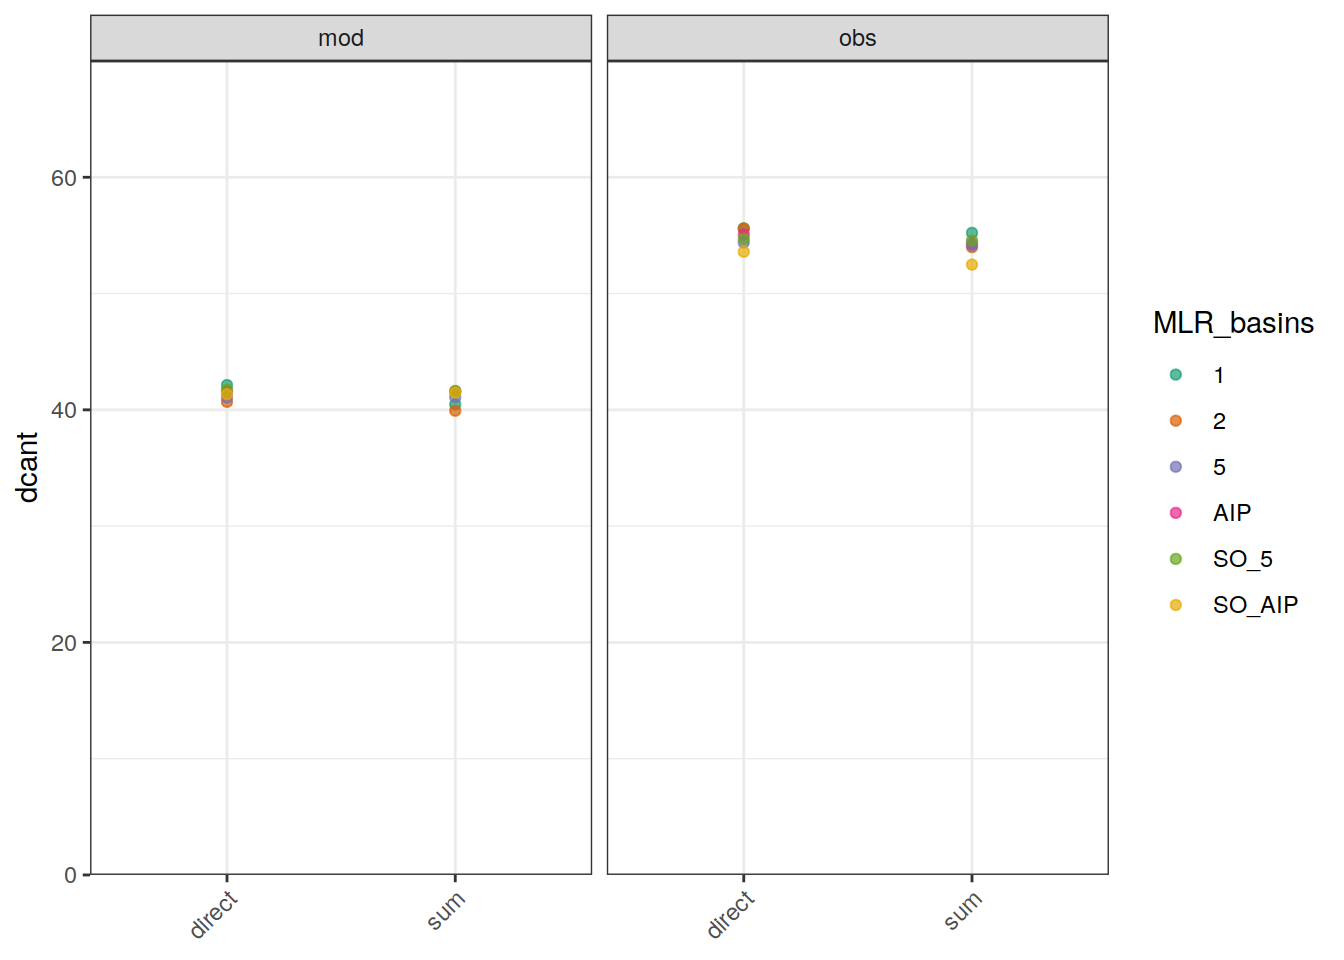 mod
obs
60
40
20
0
dcant
direct
sum
direct
sum
MLR_basins
1
2
5
AIP
SO_5
SO_AIP